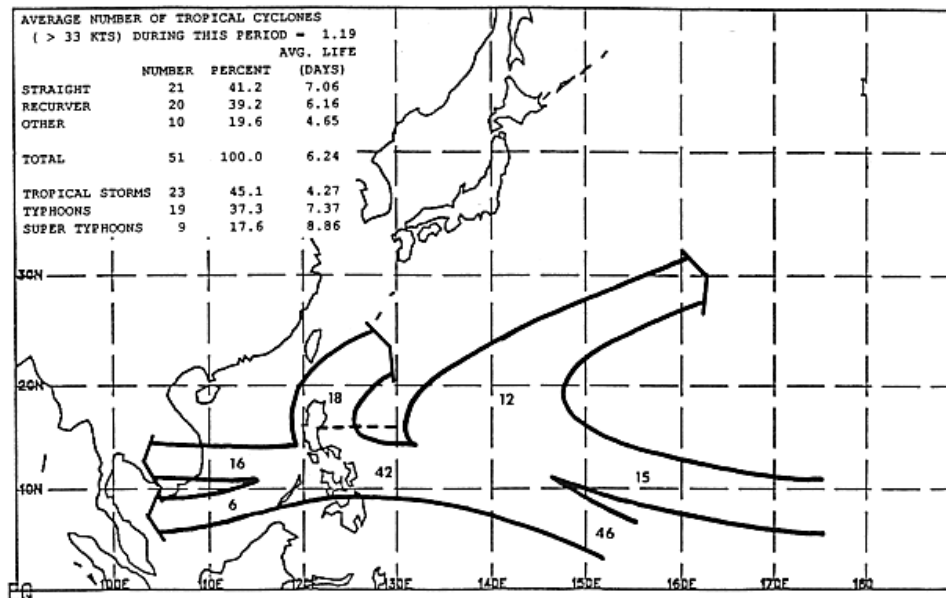 AVERAGE NUMBER OF TROPICAL CYCLONES
( > 33 KTS) DURING THIS PERIOD = 1.19
AVG. LIFE
NUMBER PERCENT (DAYS)
STRAIGHT 21 41.2 7.06
RECURVER 20 39.2 6.16
OTHER 10 19.6 4.65
TOTAL 51 100.0 6.24
TROPICAL STORMS 23 45.1 4.27
TYPHOONS 19 37.3 7.37
SUPER TYPHOONS 9 17.6 8.86
30N
20N
18
12
16
42
15
10N
6
46
EQ
100E
110E
120E
130E
140E
150E
160E
170E
180